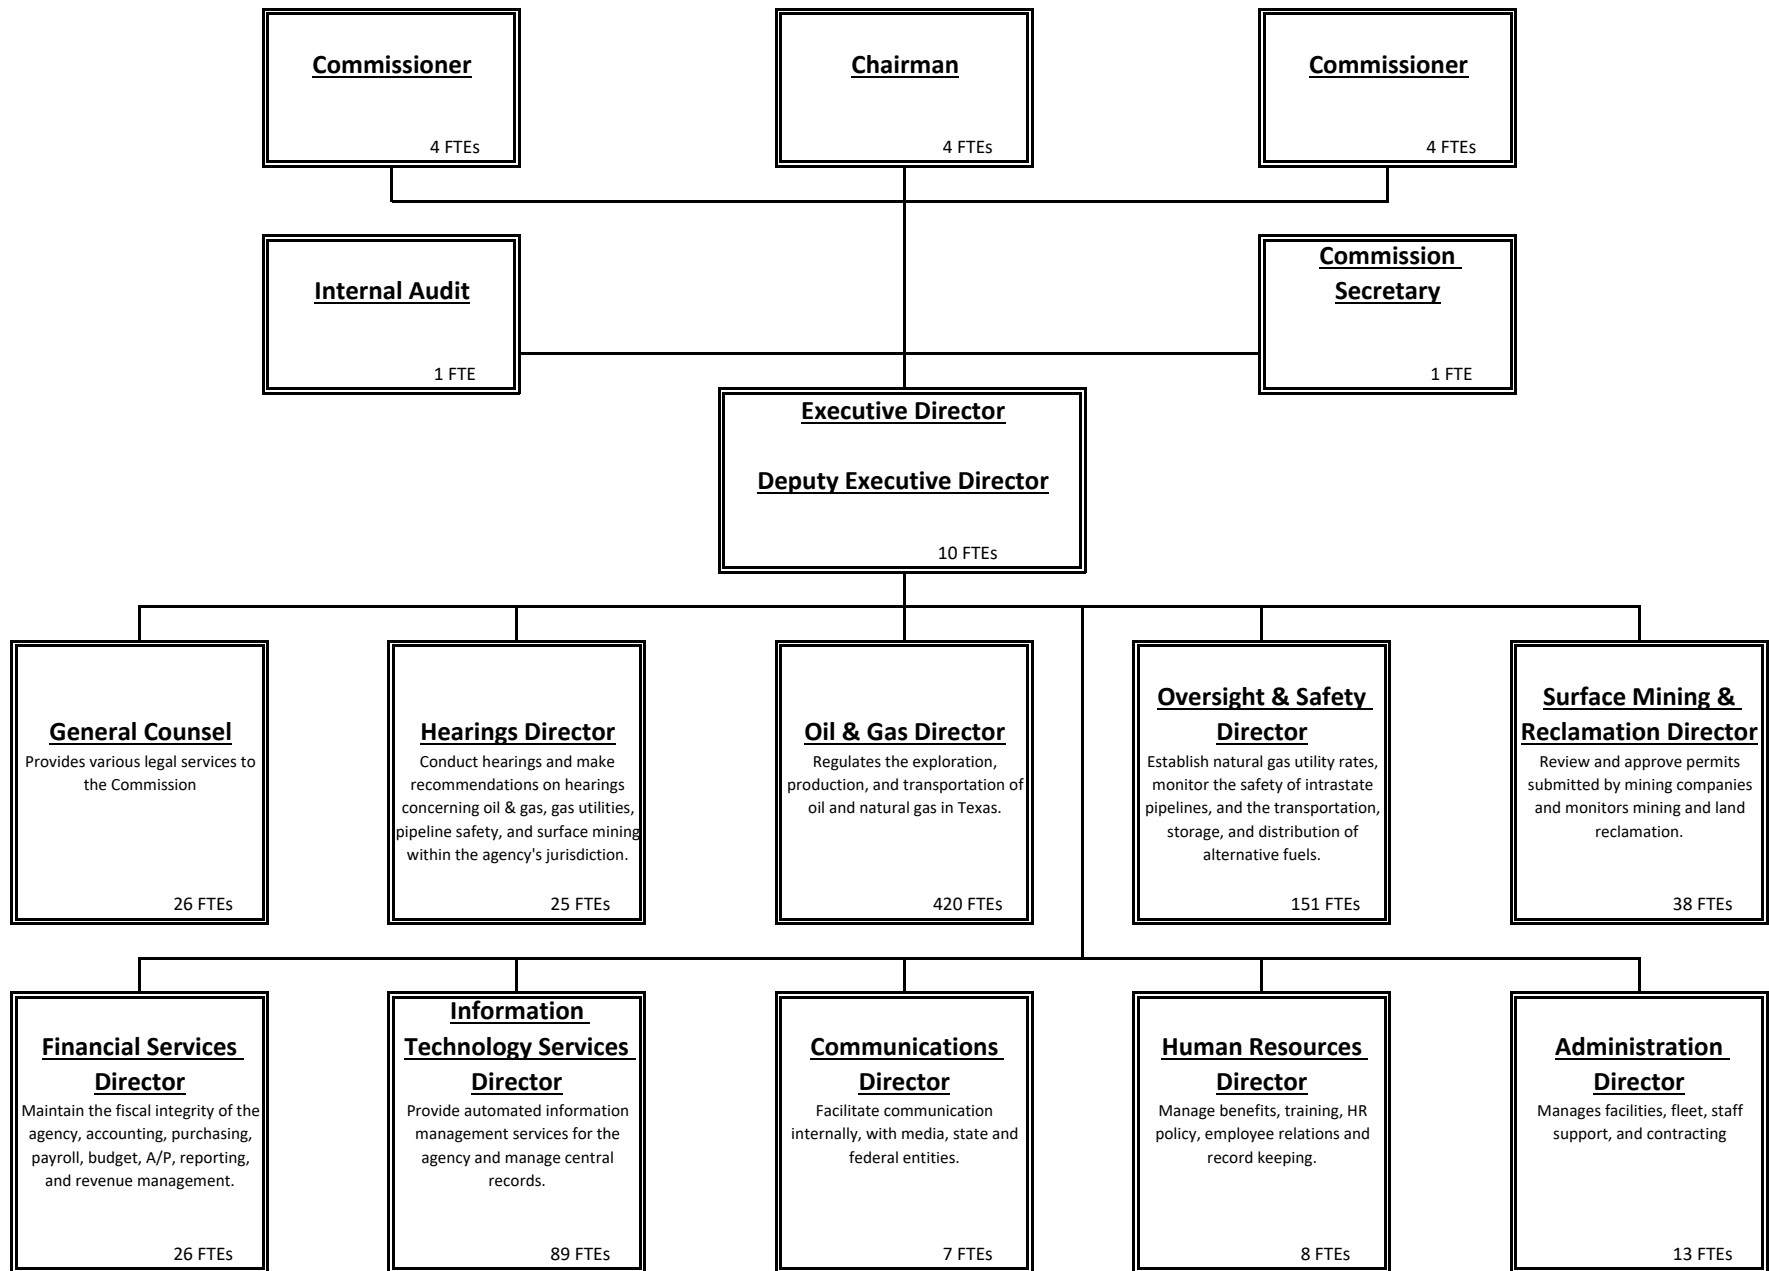 Commissioner
4 FTEs
Chairman
4 FTEs
Commissioner
4 FTEs
Internal Audit
1 FTE
Commission
Secretary
1 FTE
Executive Director
Deputy Executive Director
10 FTEs
General Counsel
Provides various legal services to
the Commission
26 FTEs
Hearings Director
Conduct hearings and make
recommendations on hearings
concerning oil & gas, gas utilities,
pipeline safety, and surface mining
within the agency's jurisdiction.
25 FTEs
Oil & Gas Director
Regulates the exploration,
production, and transportation of
oil and natural gas in Texas.
420 FTEs
Oversight & Safety
Director
Establish natural gas utility rates,
monitor the safety of intrastate
pipelines, and the transportation,
storage, and distribution of
alternative fuels.
151 FTEs
Surface Mining &
Reclamation Director
Review and approve permits
submitted by mining companies
and monitors mining and land
reclamation.
38 FTEs
Financial Services
Director
Maintain the fiscal integrity of the
agency, accounting, purchasing,
payroll, budget, A/P, reporting,
and revenue management.
26 FTEs
Information
Technology Services
Director
Provide automated information
management services for the
agency and manage central
records.
89 FTEs
Communications
Director
Facilitate communication
internally, with media, state and
federal entities.
7 FTEs
Human Resources
Director
Manage benefits, training, HR
policy, employee relations and
record keeping.
8 FTEs
Administration
Director
Manages facilities, fleet, staff
support, and contracting
13 FTEs